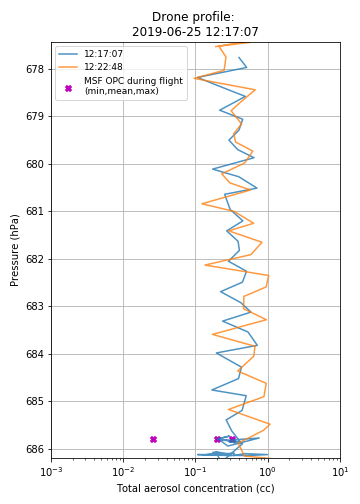 Drone profile:
2019-06-25 12:17:07
12:17:07
12:22:48
MSF OPC during flight
(min,mean,max)
678
679
680
681
682
683
684
685
686
Pressure (hPa)
10⁻³ 10⁻² 10⁻¹ 10⁰ 10¹
Total aerosol concentration (cc)